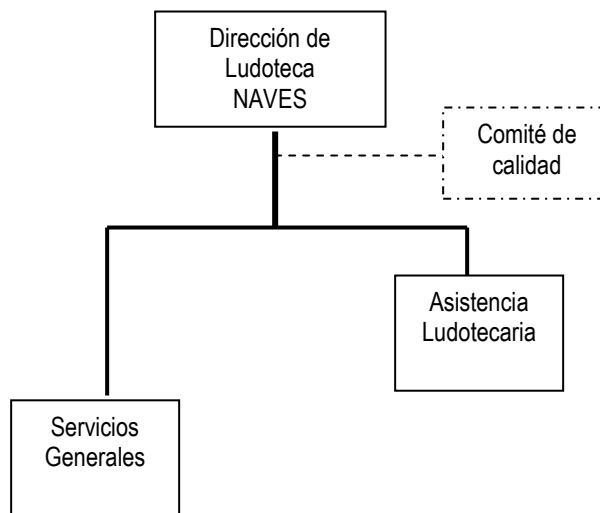 Dirección de
Ludoteca
NAVES
Comité de
calidad
Asistencia
Ludotecaria
Servicios
Generales